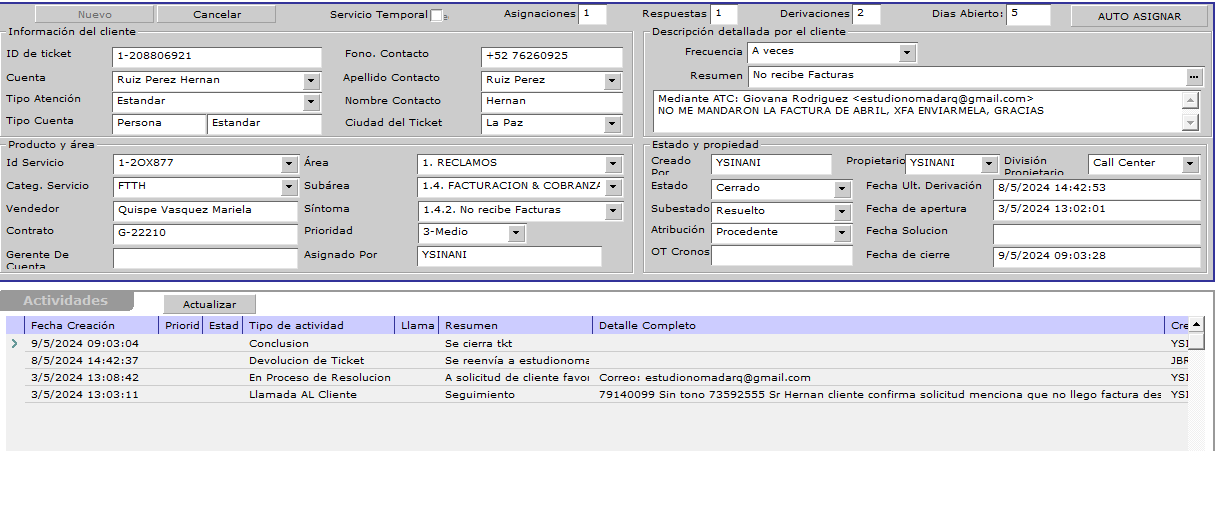 Nuevo Cancelar Servicio Temporal Asignaciones 1 Respuestas 1 Derivaciones 2 Dias Abierto: 5 AUTO ASIGNAR
Información del cliente
ID de ticket 1-208806921 Fono. Contacto +52 76260925
Cuenta Ruiz Perez Hernan Apellido Contacto Ruiz Perez
Tipo Atención Estandar Nombre Contacto Hernan
Tipo Cuenta Persona Estandar Ciudad del Ticket La Paz
Descripción detallada por el cliente
Frecuencia A veces
Resumen No recibe Facturas
Mediante ATC: Giovana Rodriguez <estudionomadarq@gmail.com>
NO ME MANDARON LA FACTURA DE ABRIL, XFA ENVIARMELA, GRACIAS
Producto y área
Id Servicio 1-2OX877 Área 1. RECLAMOS
Categ. Servicio FTTH Subárea 1.4. FACTURACION & COBRANZA
Vendedor Quispe Vasquez Mariela Síntoma 1.4.2. No recibe Facturas
Contrato G-22210 Prioridad 3-Medio
Gerente De Cuenta Asignado Por YSINANI
Estado y propiedad
Creado Por YSINANI Propietario YSINANI División Propietario Call Center
Estado Cerrado Fecha Ult. Derivación 8/5/2024 14:42:53
Subestado Resuelto Fecha de apertura 3/5/2024 13:02:01
Atribución Procedente Fecha Solucion
OT Cronos Fecha de cierre 9/5/2024 09:03:28
Actividades Actualizar
Fecha Creación Priorid Estad Tipo de actividad Llama Resumen Detalle Completo Cre
9/5/2024 09:03:04 Conclusion Se cierra tkt YSI
8/5/2024 14:42:37 Devolucion de Ticket Se reenvía a estudionoma JBR
3/5/2024 13:08:42 En Proceso de Resolucion A solicitud de cliente favor Correo: estudionomadarq@gmail.com YSI
3/5/2024 13:03:11 Llamada AL Cliente Seguimiento 79140099 Sin tono 73592555 Sr Hernan cliente confirma solicitud menciona que no llego factura des YSI